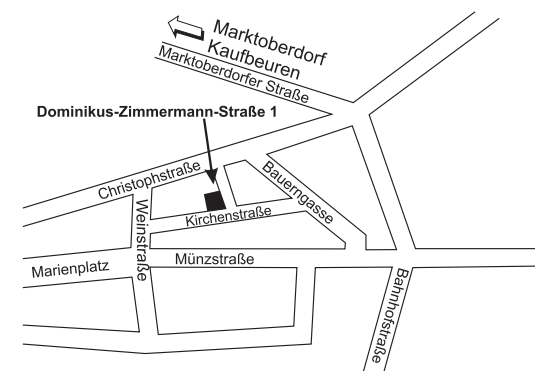 Marktoberdorf
Kaufbeuren
Marktoberdorfer Straße
Dominikus-Zimmermann-Straße 1
Christophstraße
Bauerngasse
Weinstraße
Kirchenstraße
Marienplatz
Münzstraße
Bahnhofstraße